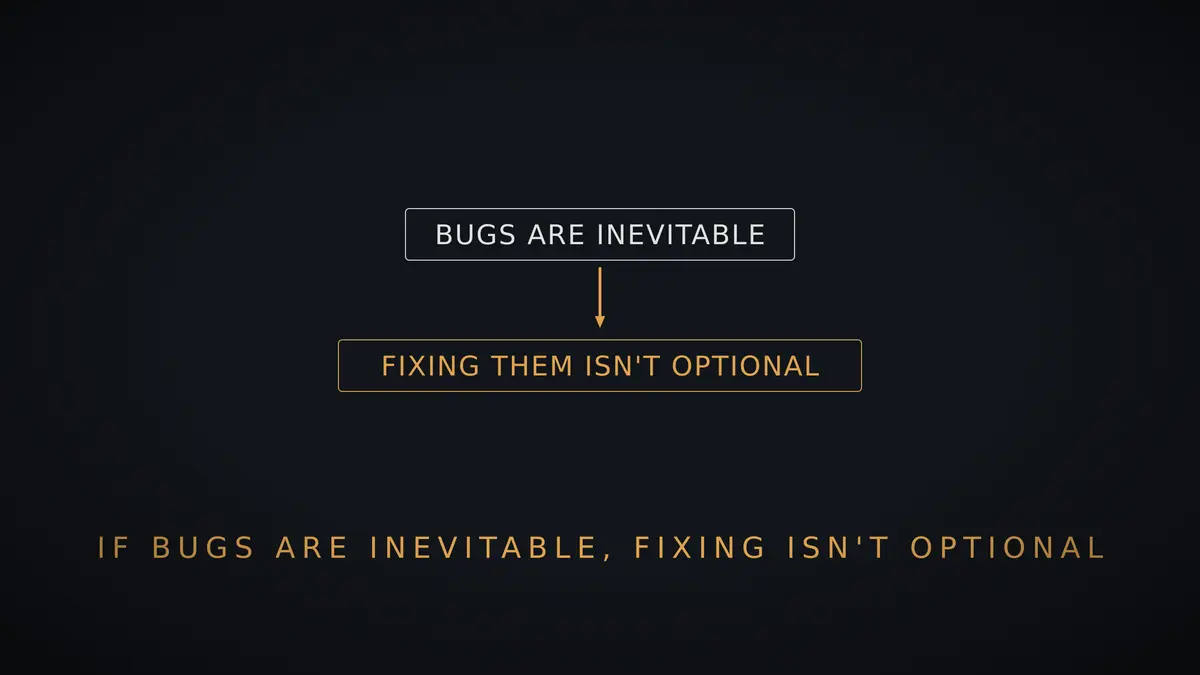 BUGS ARE INEVITABLE
FIXING THEM ISN'T OPTIONAL
IF BUGS ARE INEVITABLE, FIXING ISN'T OPTIONAL